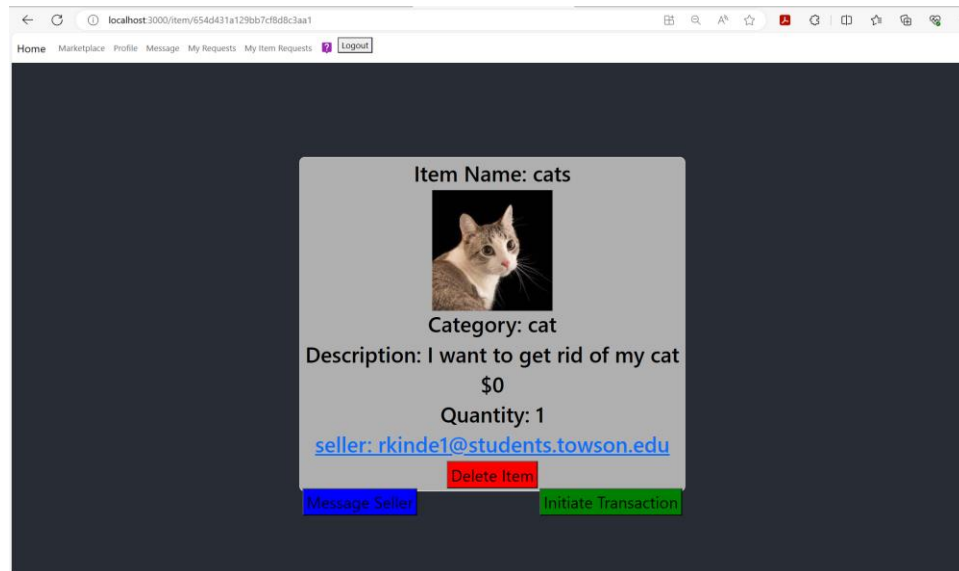 localhost:3000/item/654d431a129bb7cf8d8c3aa1
Home Marketplace Profile Message My Requests My Item Requests Logout
Item Name: cats
Category: cat
Description: I want to get rid of my cat
$0
Quantity: 1
seller: rkinde1@students.towson.edu
Delete Item
Message Seller Initiate Transaction